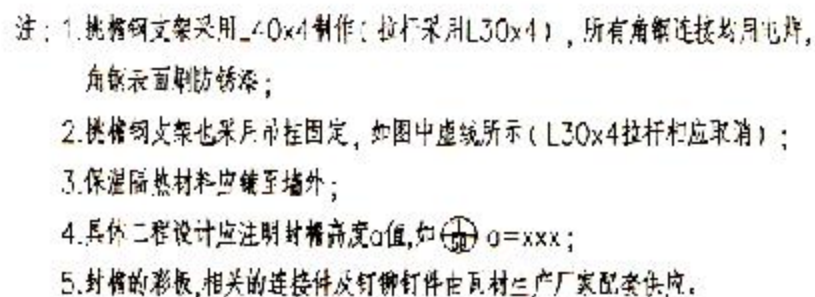 注：1.挑檐钢支架采用L40x4制作（拉杆采用L30x4），所有角钢连接均用电焊，
角钢表面刷防锈漆；
2.挑檐钢支架也采用吊柱固定，如图中虚线所示（L30x4拉杆相应取消）；
3.保温隔热材料应铺至墙外；
4.具体工程设计应注明封檐高度a值,如 a=xxx；
5.封檐的彩板,相关的连接件及钉铆钉件由瓦材生产厂家配套供应。